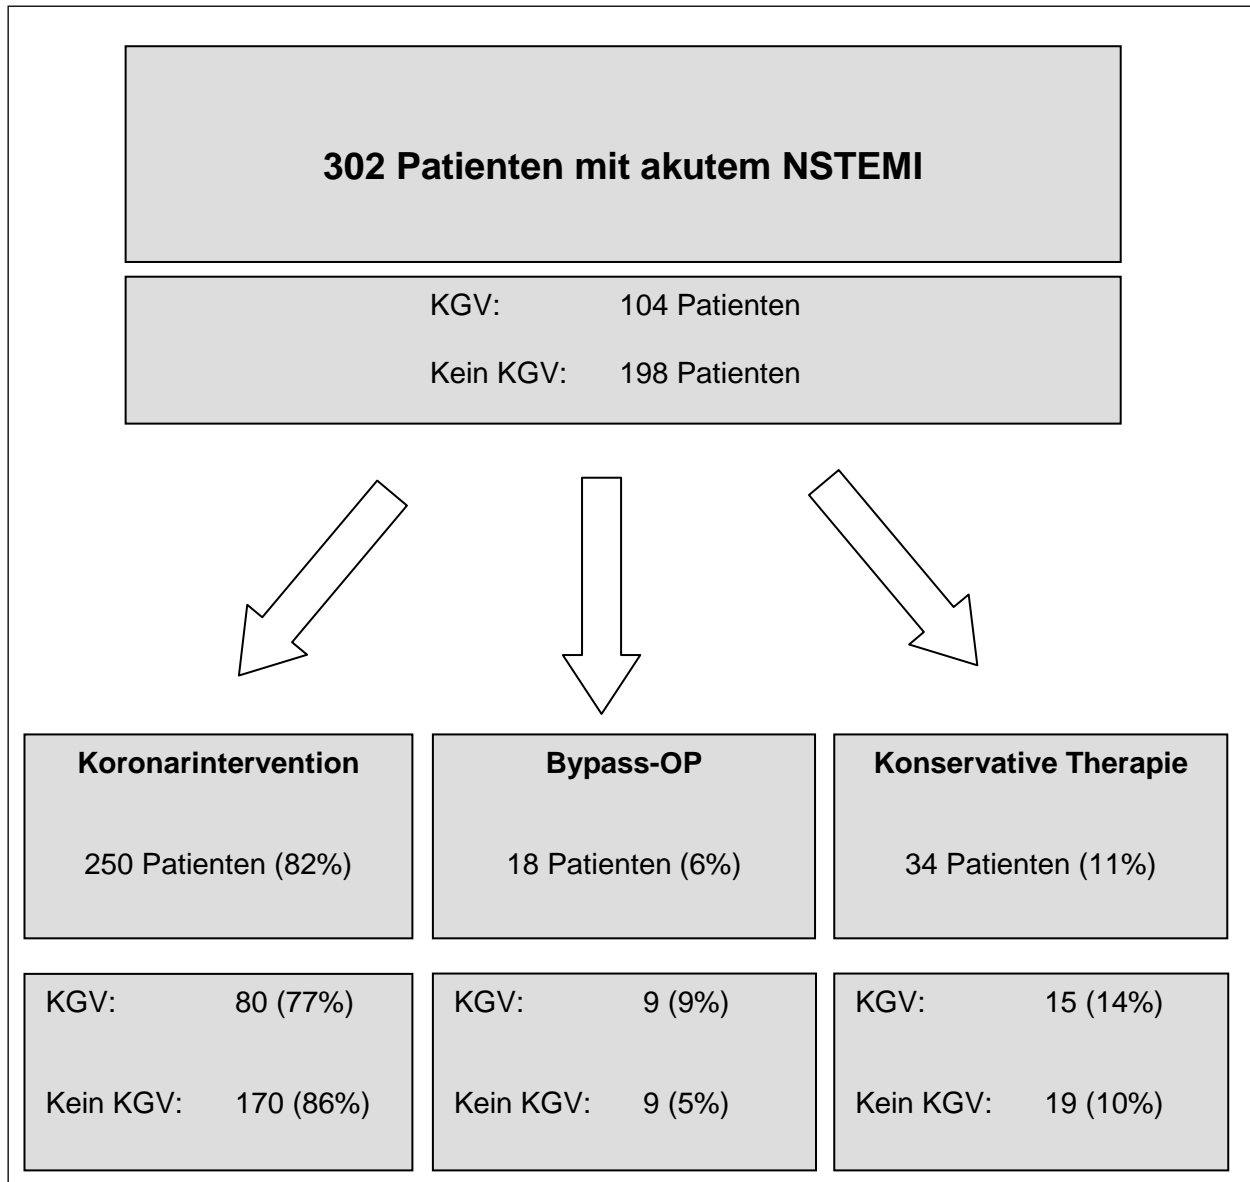 302 Patienten mit akutem NSTEMI
KGV: 104 Patienten
Kein KGV: 198 Patienten
Koronarintervention
250 Patienten (82%)
KGV: 80 (77%)
Kein KGV: 170 (86%)
Bypass-OP
18 Patienten (6%)
KGV: 9 (9%)
Kein KGV: 9 (5%)
Konservative Therapie
34 Patienten (11%)
KGV: 15 (14%)
Kein KGV: 19 (10%)